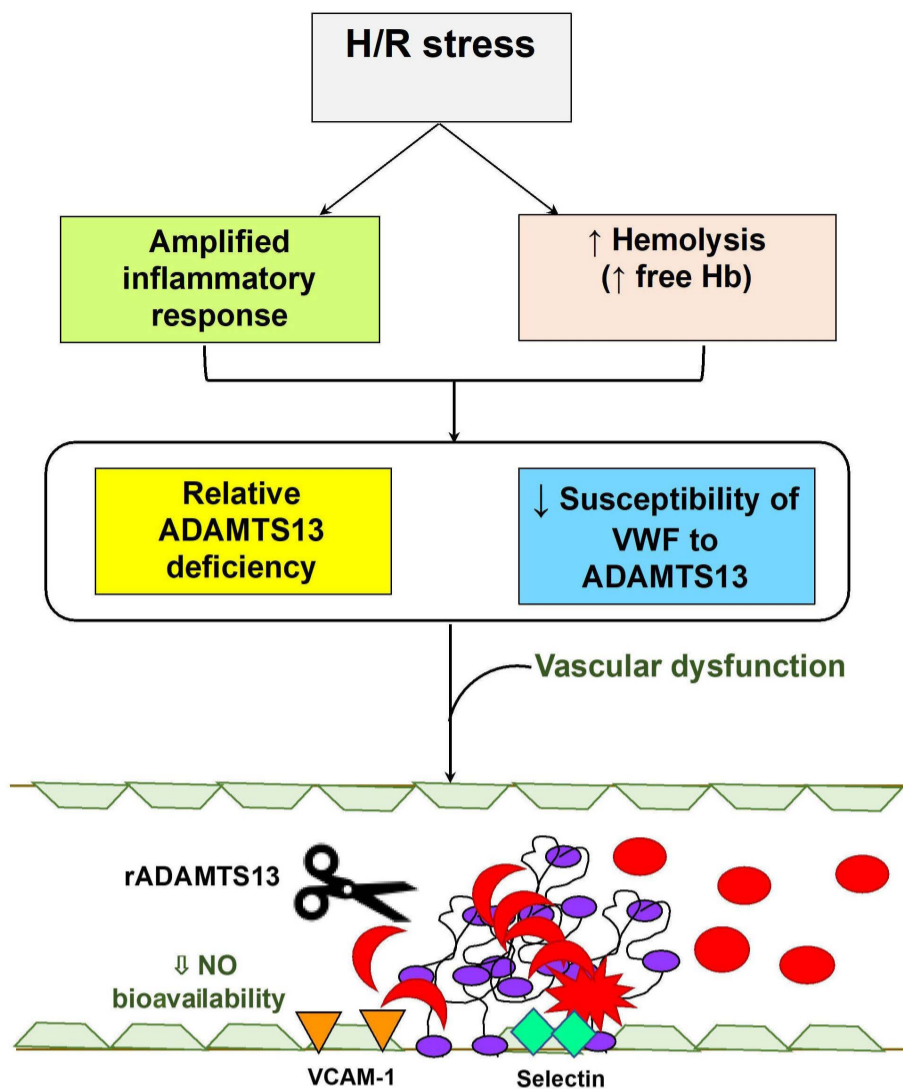 H/R stress
Amplified
inflammatory
response
↑ Hemolysis
(↑ free Hb)
Relative
ADAMTS13
deficiency
↓ Susceptibility of
VWF to
ADAMTS13
Vascular dysfunction
rADAMTS13
⇩ NO
bioavailability
VCAM-1
Selectin